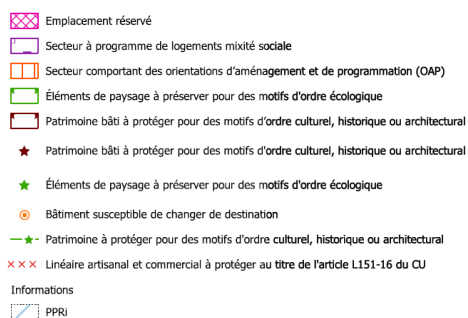 Emplacement réservé
Secteur à programme de logements mixité sociale
Secteur comportant des orientations d'aménagement et de programmation (OAP)
Éléments de paysage à préserver pour des motifs d'ordre écologique
Patrimoine bâti à protéger pour des motifs d'ordre culturel, historique ou architectural
Patrimoine bâti à protéger pour des motifs d'ordre culturel, historique ou architectural
Éléments de paysage à préserver pour des motifs d'ordre écologique
Bâtiment susceptible de changer de destination
Patrimoine à protéger pour des motifs d'ordre culturel, historique ou architectural
Linéaire artisanal et commercial à protéger au titre de l'article L151-16 du CU
Informations
PPRi